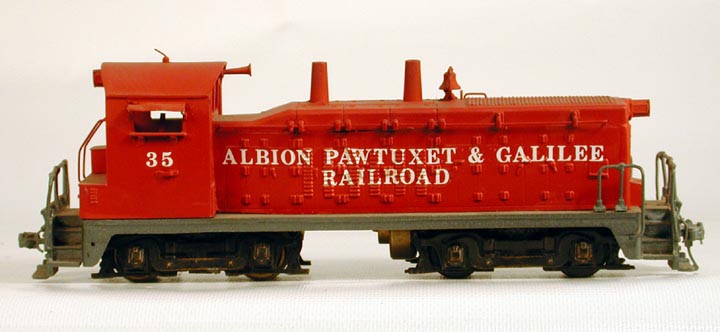 35
ALBION PAWTUXET & GALILEE
RAILROAD